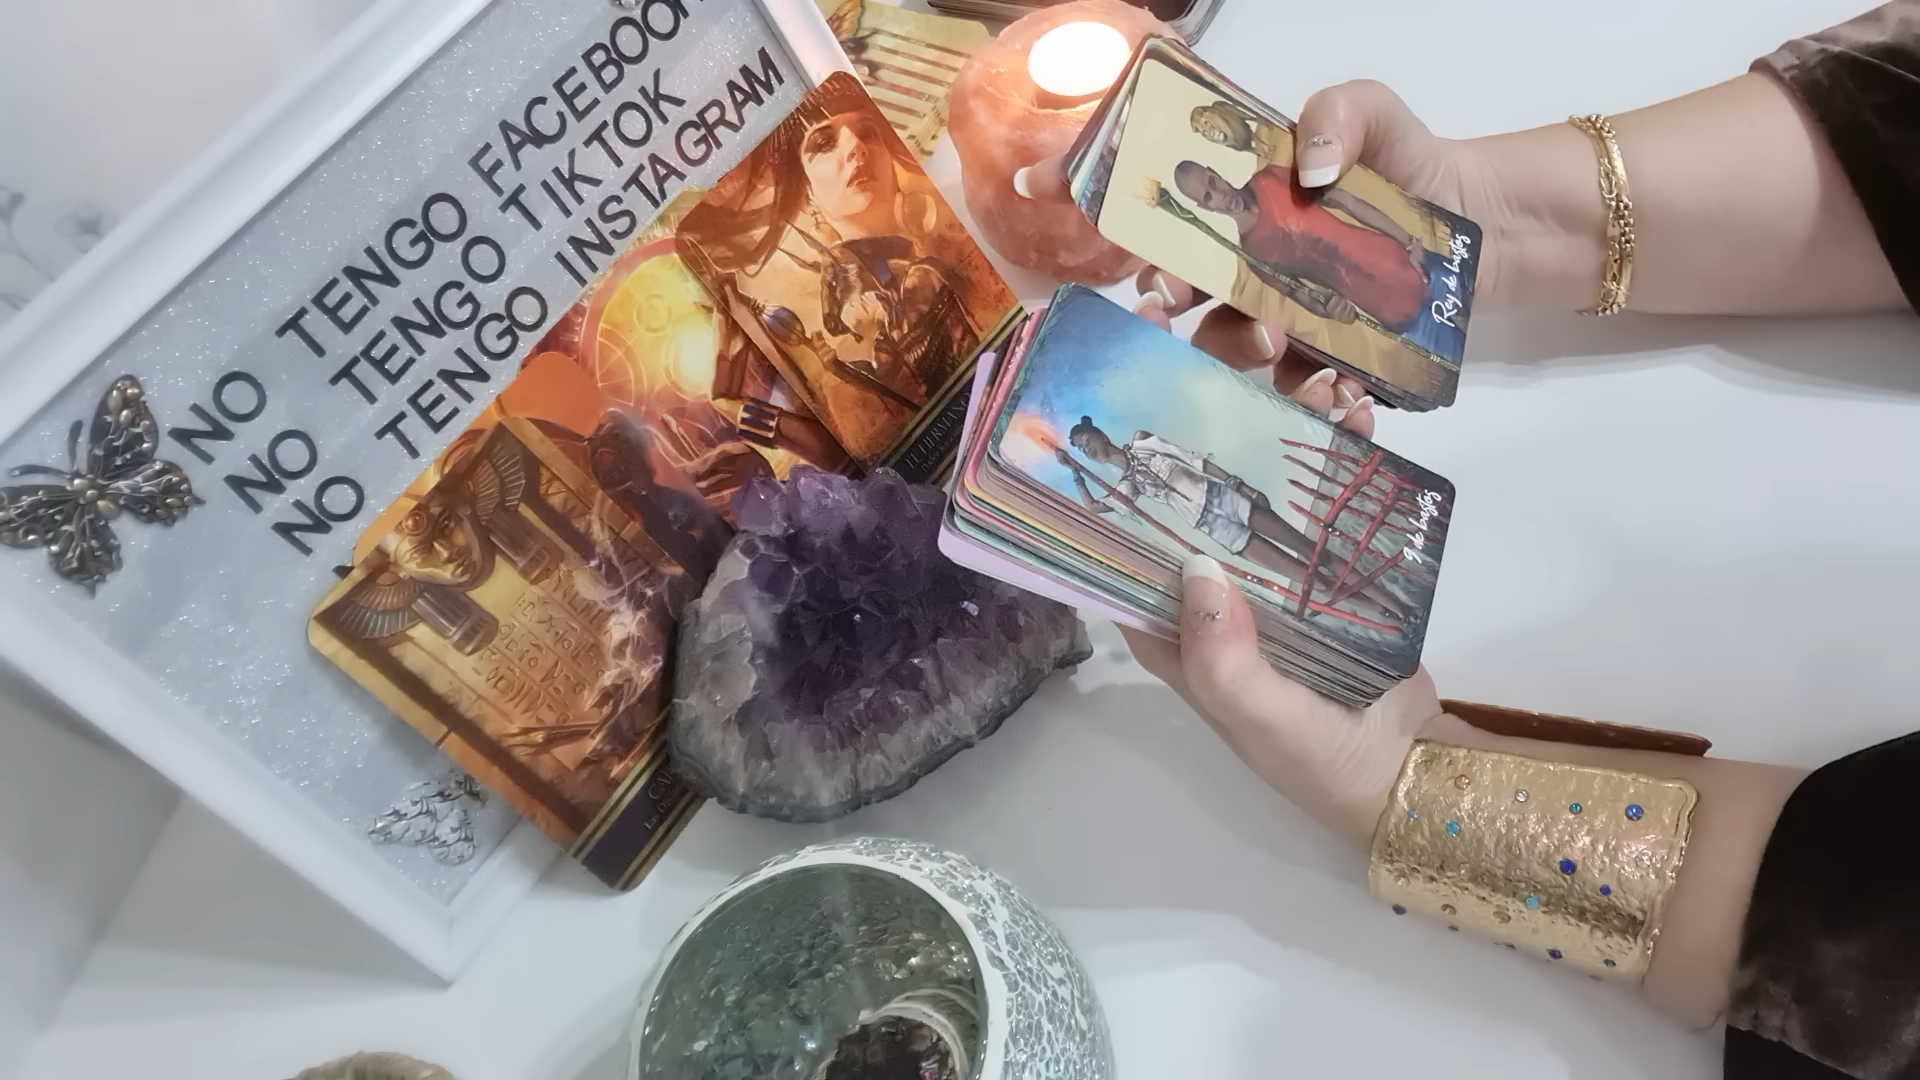 NO TENGO FACEBOOK
NO TENGO TIKTOK
NO TENGO INSTAGRAM
Rey de bastos
9 de bastos